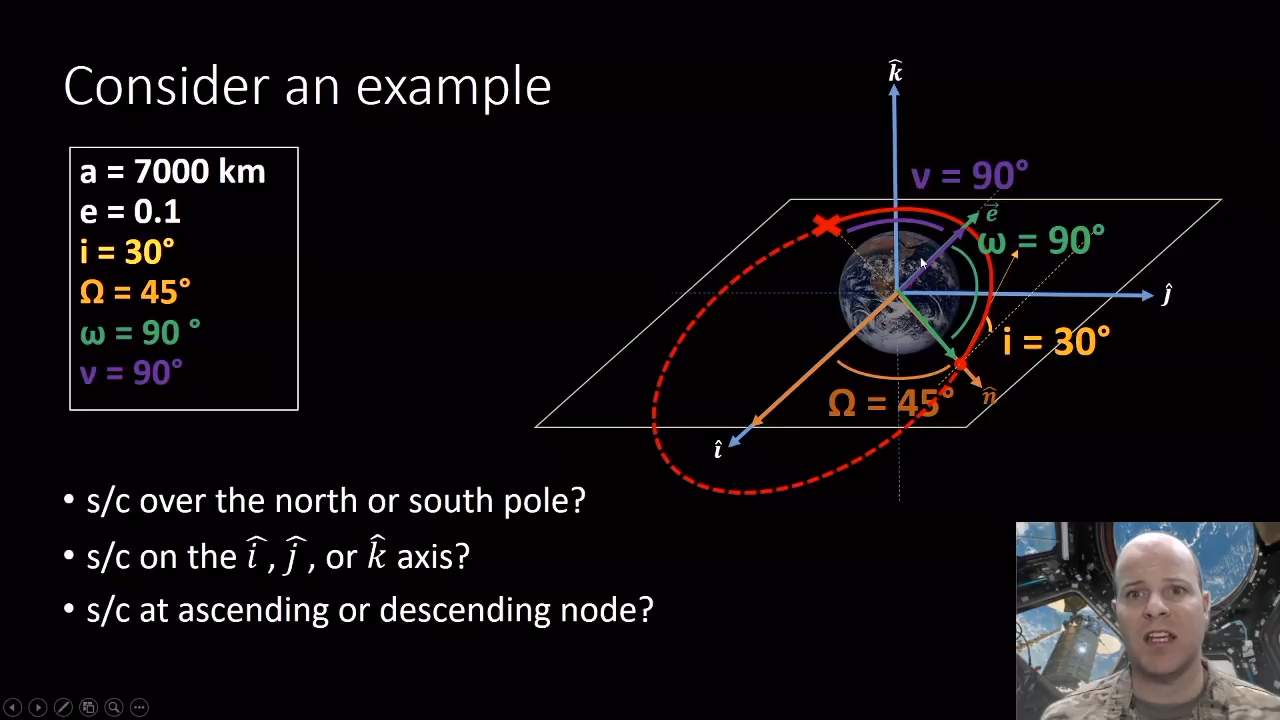 Consider an example
a = 7000 km
e = 0.1
i = 30°
Ω = 45°
ω = 90 °
ν = 90°
k̂
ν = 90°
e⃗
ω = 90°
ĵ
i = 30°
Ω = 45°
n̂
î
• s/c over the north or south pole?
• s/c on the î , ĵ , or k̂ axis?
• s/c at ascending or descending node?